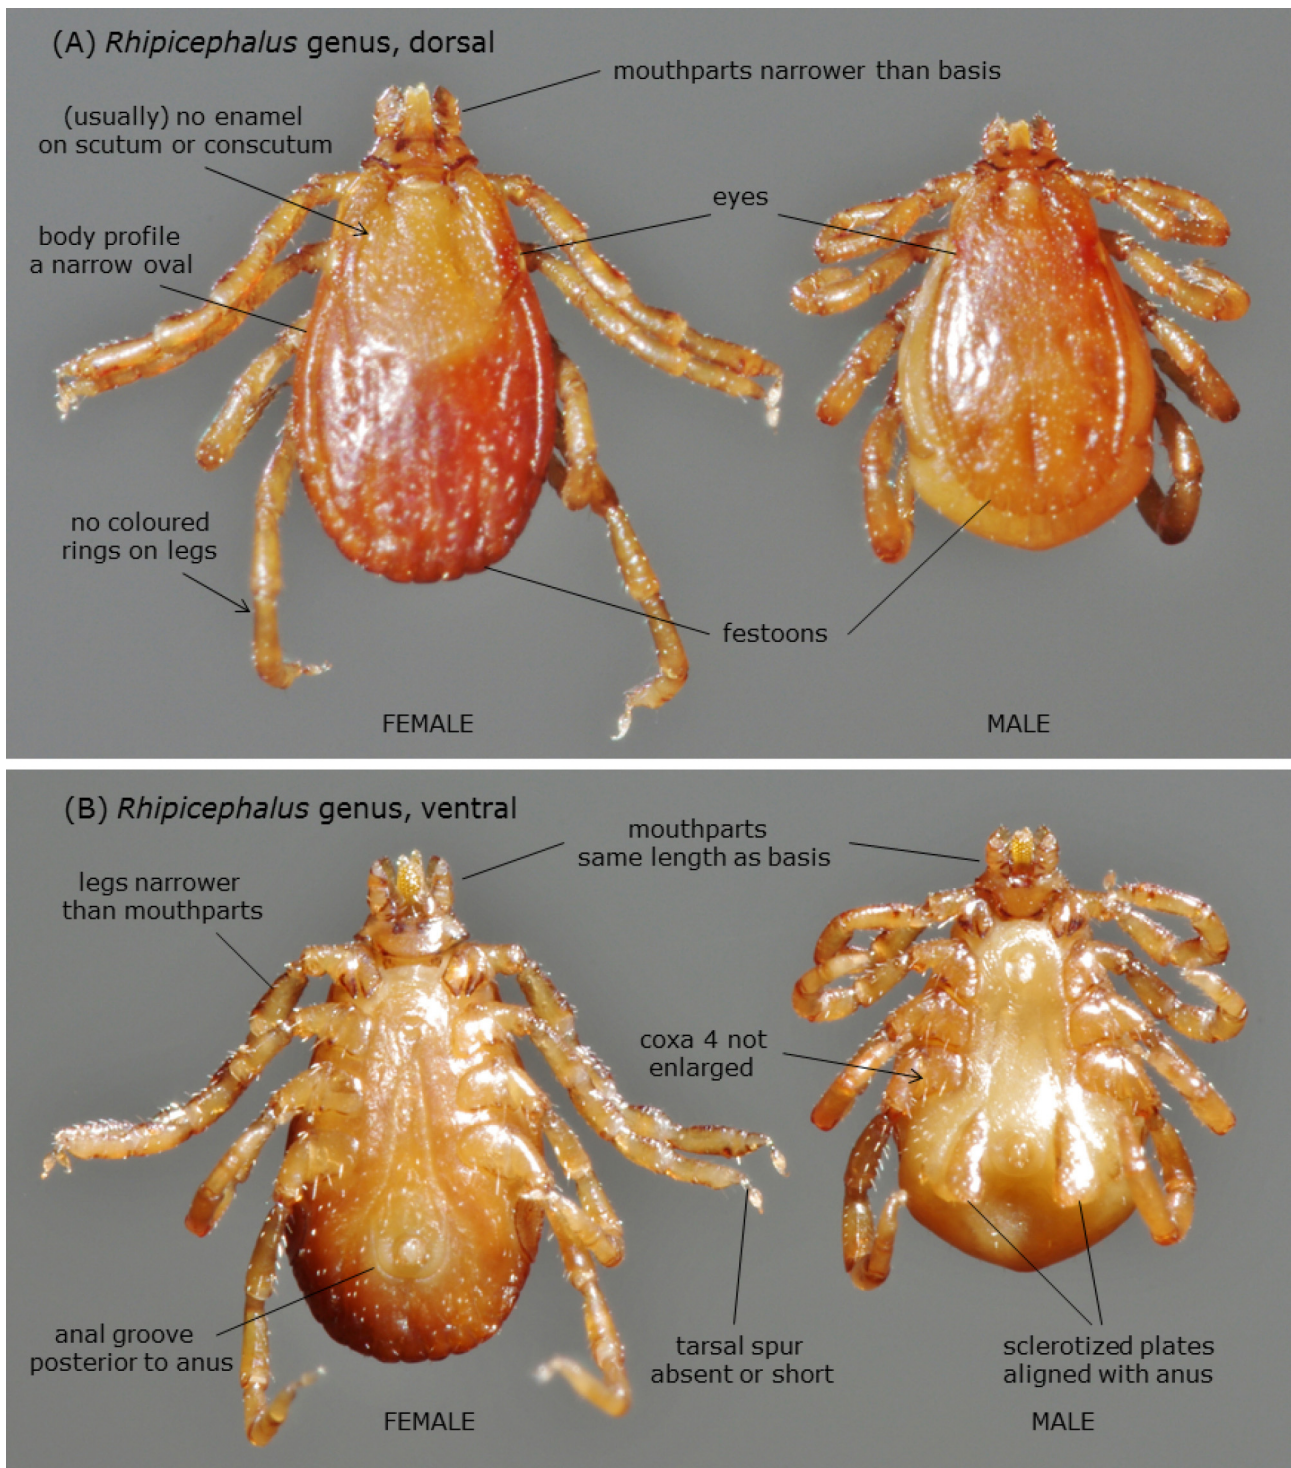 (A) Rhipicephalus genus, dorsal
mouthparts narrower than basis
(usually) no enamel
on scutum or conscutum
eyes
body profile
a narrow oval
no coloured
rings on legs
festoons
FEMALE
MALE
(B) Rhipicephalus genus, ventral
mouthparts
same length as basis
legs narrower
than mouthparts
coxa 4 not
enlarged
anal groove
posterior to anus
tarsal spur
absent or short
sclerotized plates
aligned with anus
FEMALE
MALE